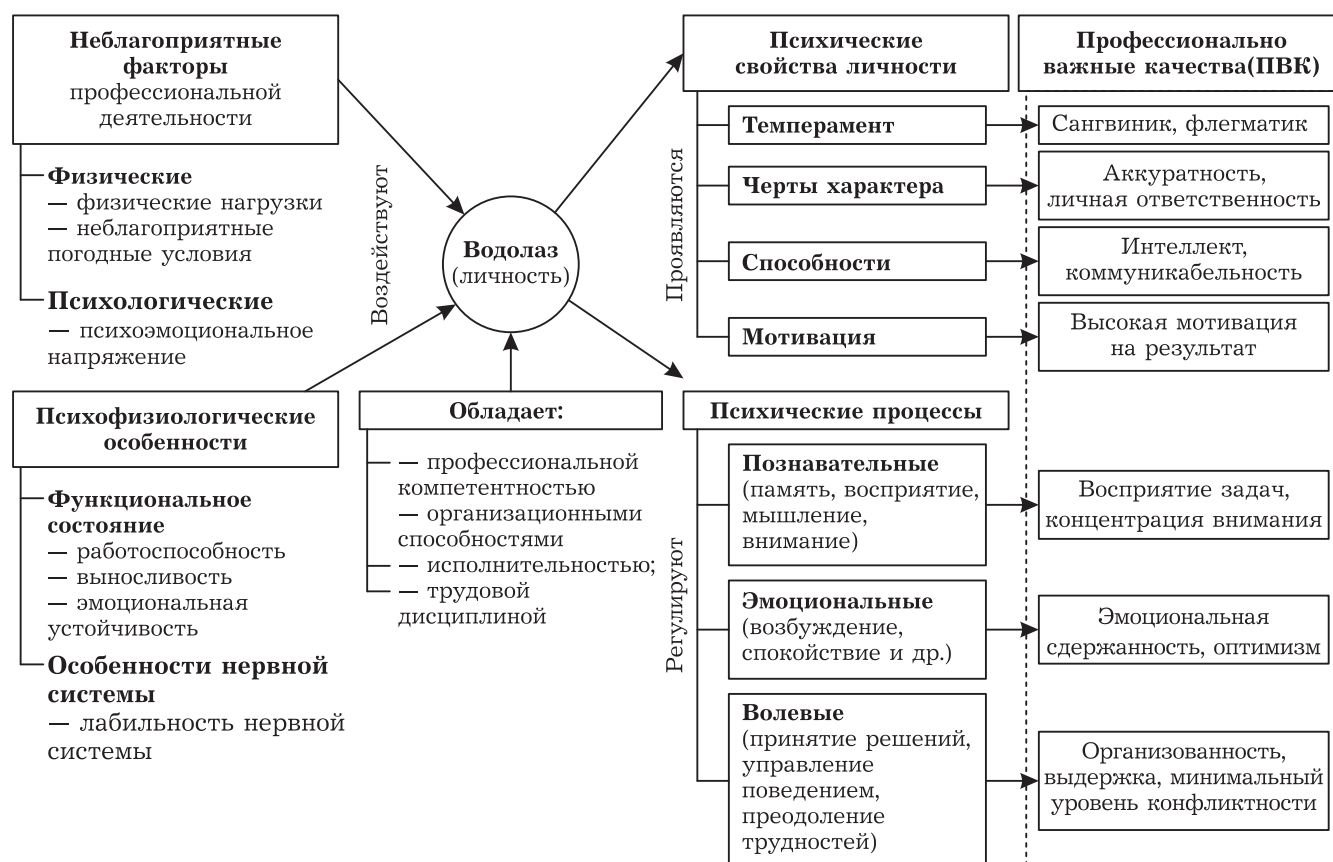 Неблагоприятные
факторы
профессиональной
деятельности
Физические
— физические нагрузки
— неблагоприятные
погодные условия
Психологические
— психоэмоциональное
напряжение
Воздействуют
Водолаз
(личность)
Психофизиологические
особенности
Функциональное
состояние
— работоспособность
— выносливость
— эмоциональная
устойчивость
Особенности нервной
системы
— лабильность нервной
системы
Обладает:
— профессиональной
компетентностью
— организационными
способностями
— исполнительностью;
— трудовой
дисциплиной
Психические
свойства личности
Профессионально
важные качества(ПВК)
Проявляются
Темперамент
Сангвиник, флегматик
Черты характера
Аккуратность,
личная ответственность
Способности
Интеллект,
коммуникабельность
Мотивация
Высокая мотивация
на результат
Психические процессы
Регулируют
Познавательные
(память, восприятие,
мышление,
внимание)
Восприятие задач,
концентрация внимания
Эмоциональные
(возбуждение,
спокойствие и др.)
Эмоциональная
сдержанность, оптимизм
Волевые
(принятие решений,
управление
поведением,
преодоление
трудностей)
Организованность,
выдержка, минимальный
уровень конфликтности